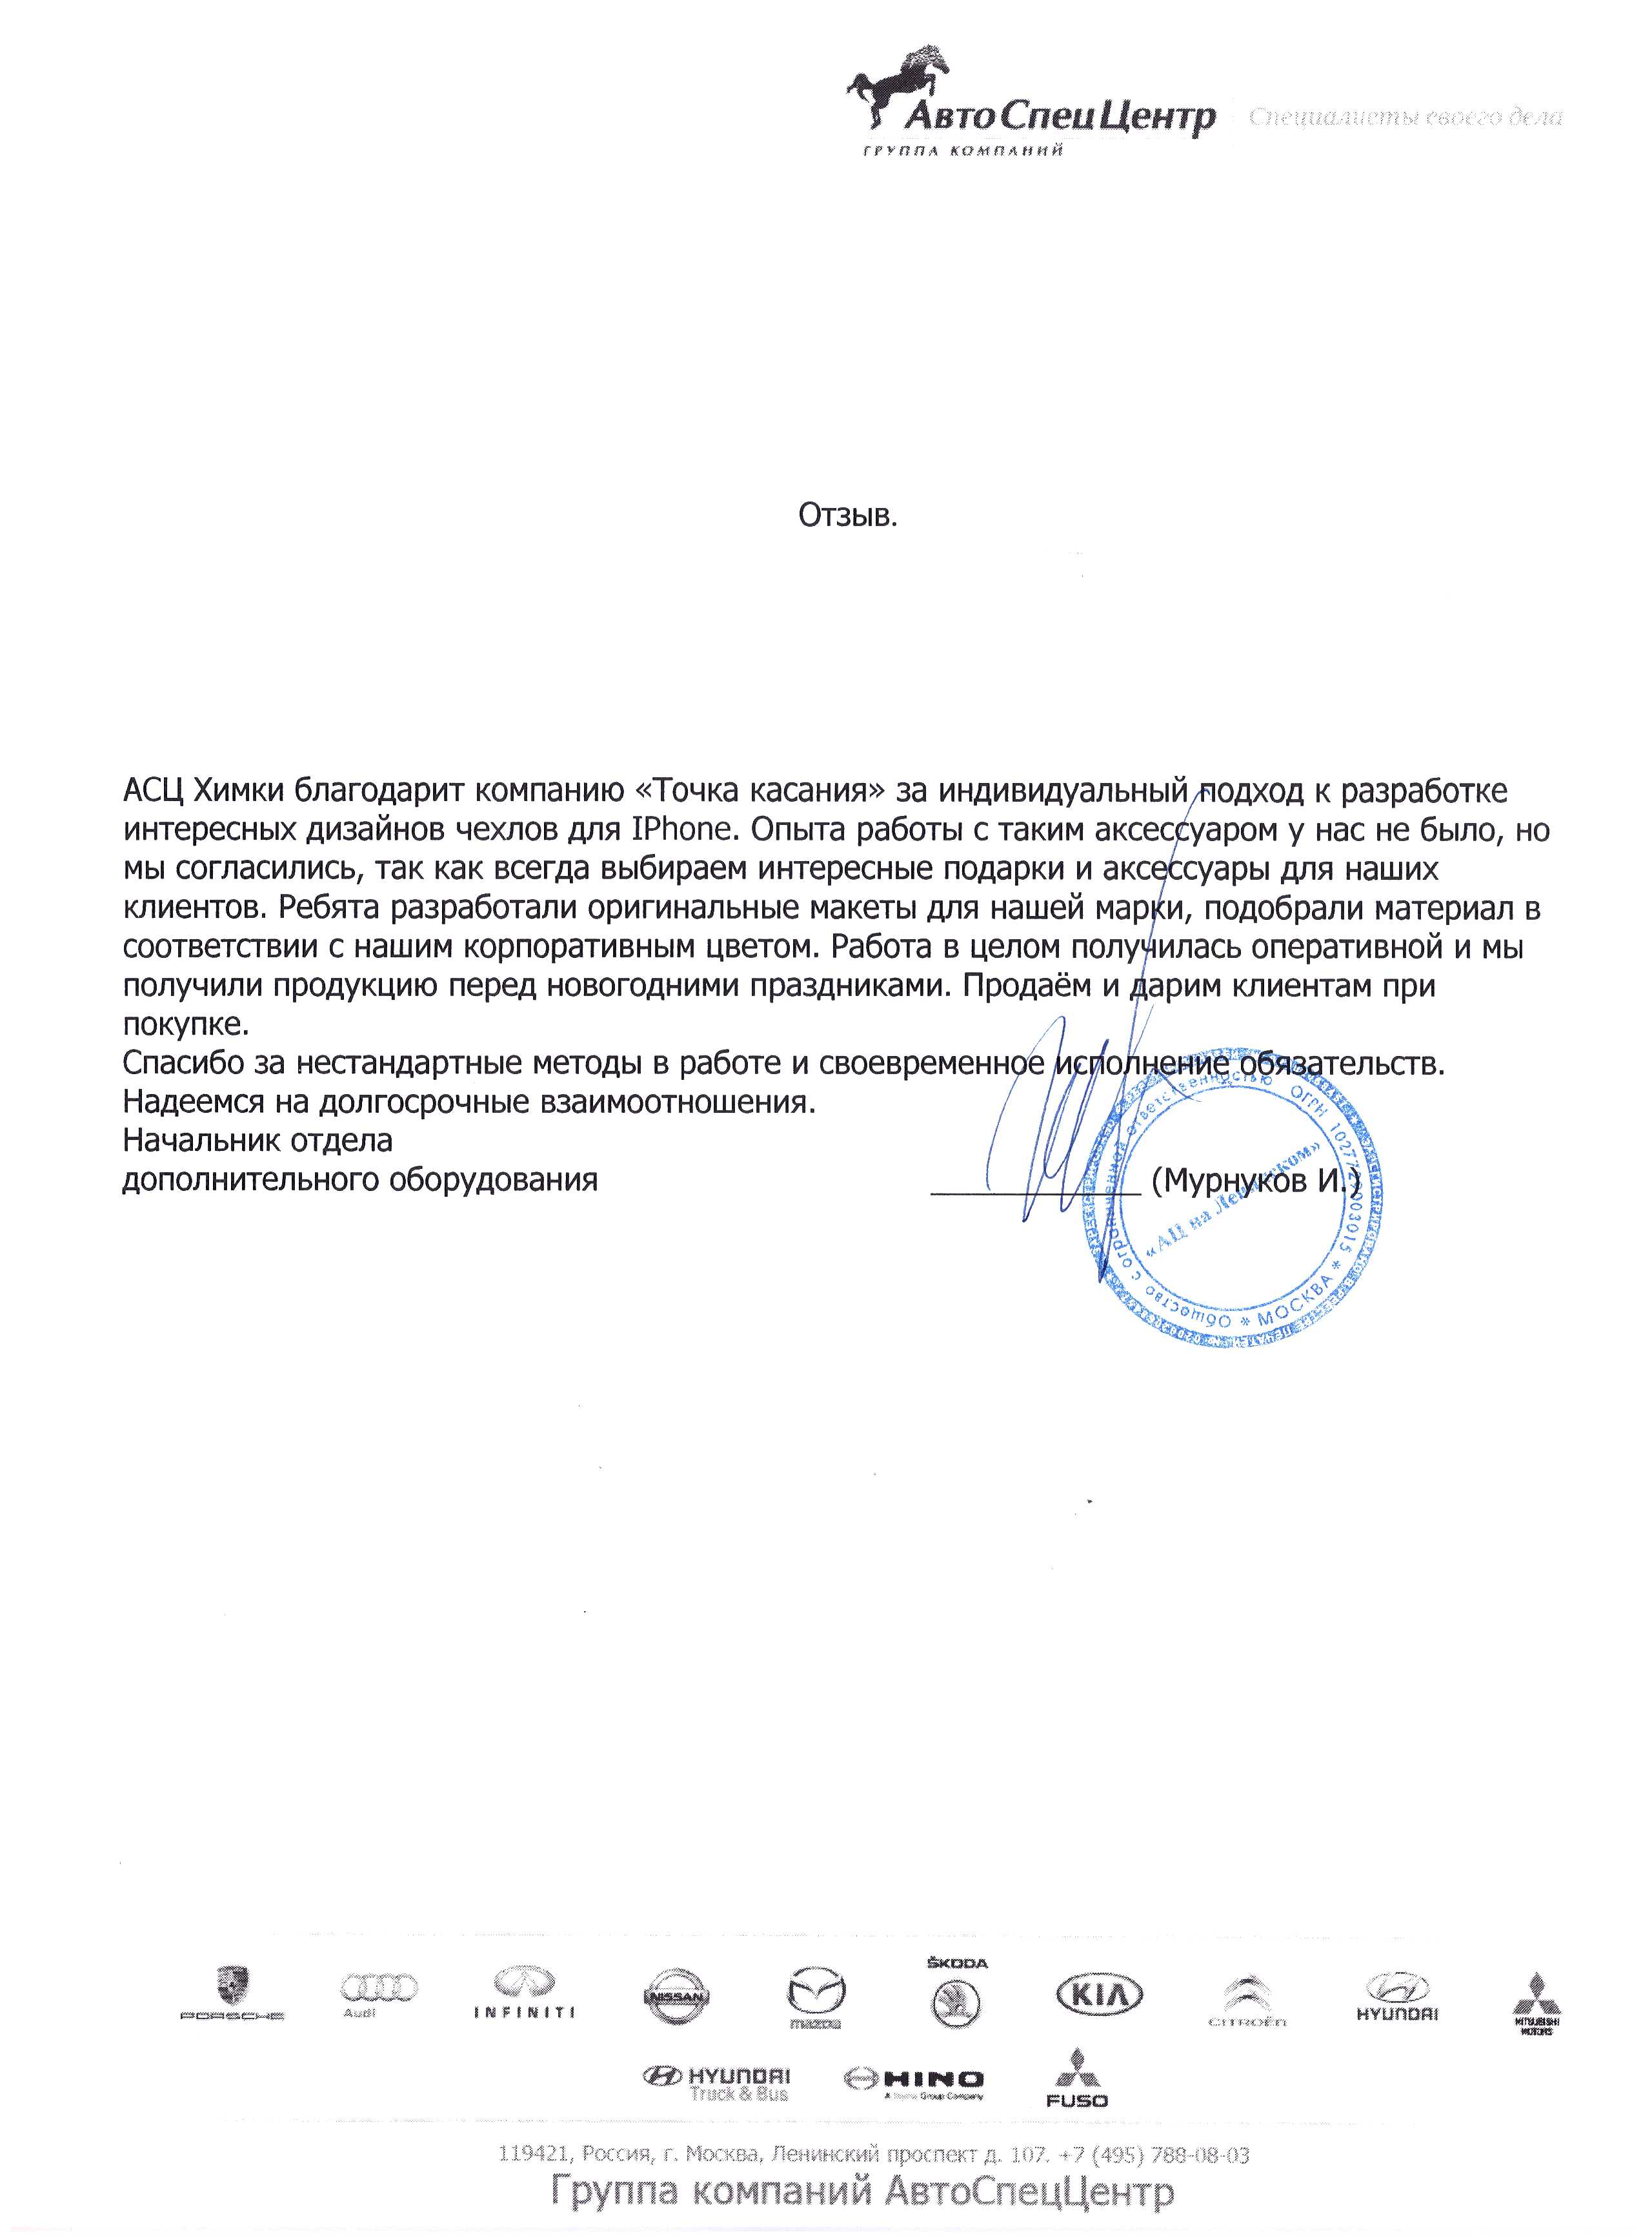 АвтоСпецЦентр
Специалисты своего дела
ГРУППА КОМПАНИЙ
Отзыв.
АСЦ Химки благодарит компанию «Точка касания» за индивидуальный подход к разработке
интересных дизайнов чехлов для IPhone. Опыта работы с таким аксессуаром у нас не было, но
мы согласились, так как всегда выбираем интересные подарки и аксессуары для наших
клиентов. Ребята разработали оригинальные макеты для нашей марки, подобрали материал в
соответствии с нашим корпоративным цветом. Работа в целом получилась оперативной и мы
получили продукцию перед новогодними праздниками. Продаём и дарим клиентам при
покупке.
Спасибо за нестандартные методы в работе и своевременное исполнение обязательств.
Надеемся на долгосрочные взаимоотношения.
Начальник отдела
дополнительного оборудования _____________ (Мурнуков И.)
Общество с ограниченной ответственностью ОГРН * МОСКВА *
«АЦ на Ленинском»
PORSCHE Audi INFINITI NISSAN mazda ŠKODA KIA CITROËN HYUNDAI MITSUBISHI MOTORS
HYUNDAI Truck & Bus HINO A Toyota Group Company FUSO
119421, Россия, г. Москва, Ленинский проспект д. 107. +7 (495) 788-08-03
Группа компаний АвтоСпецЦентр